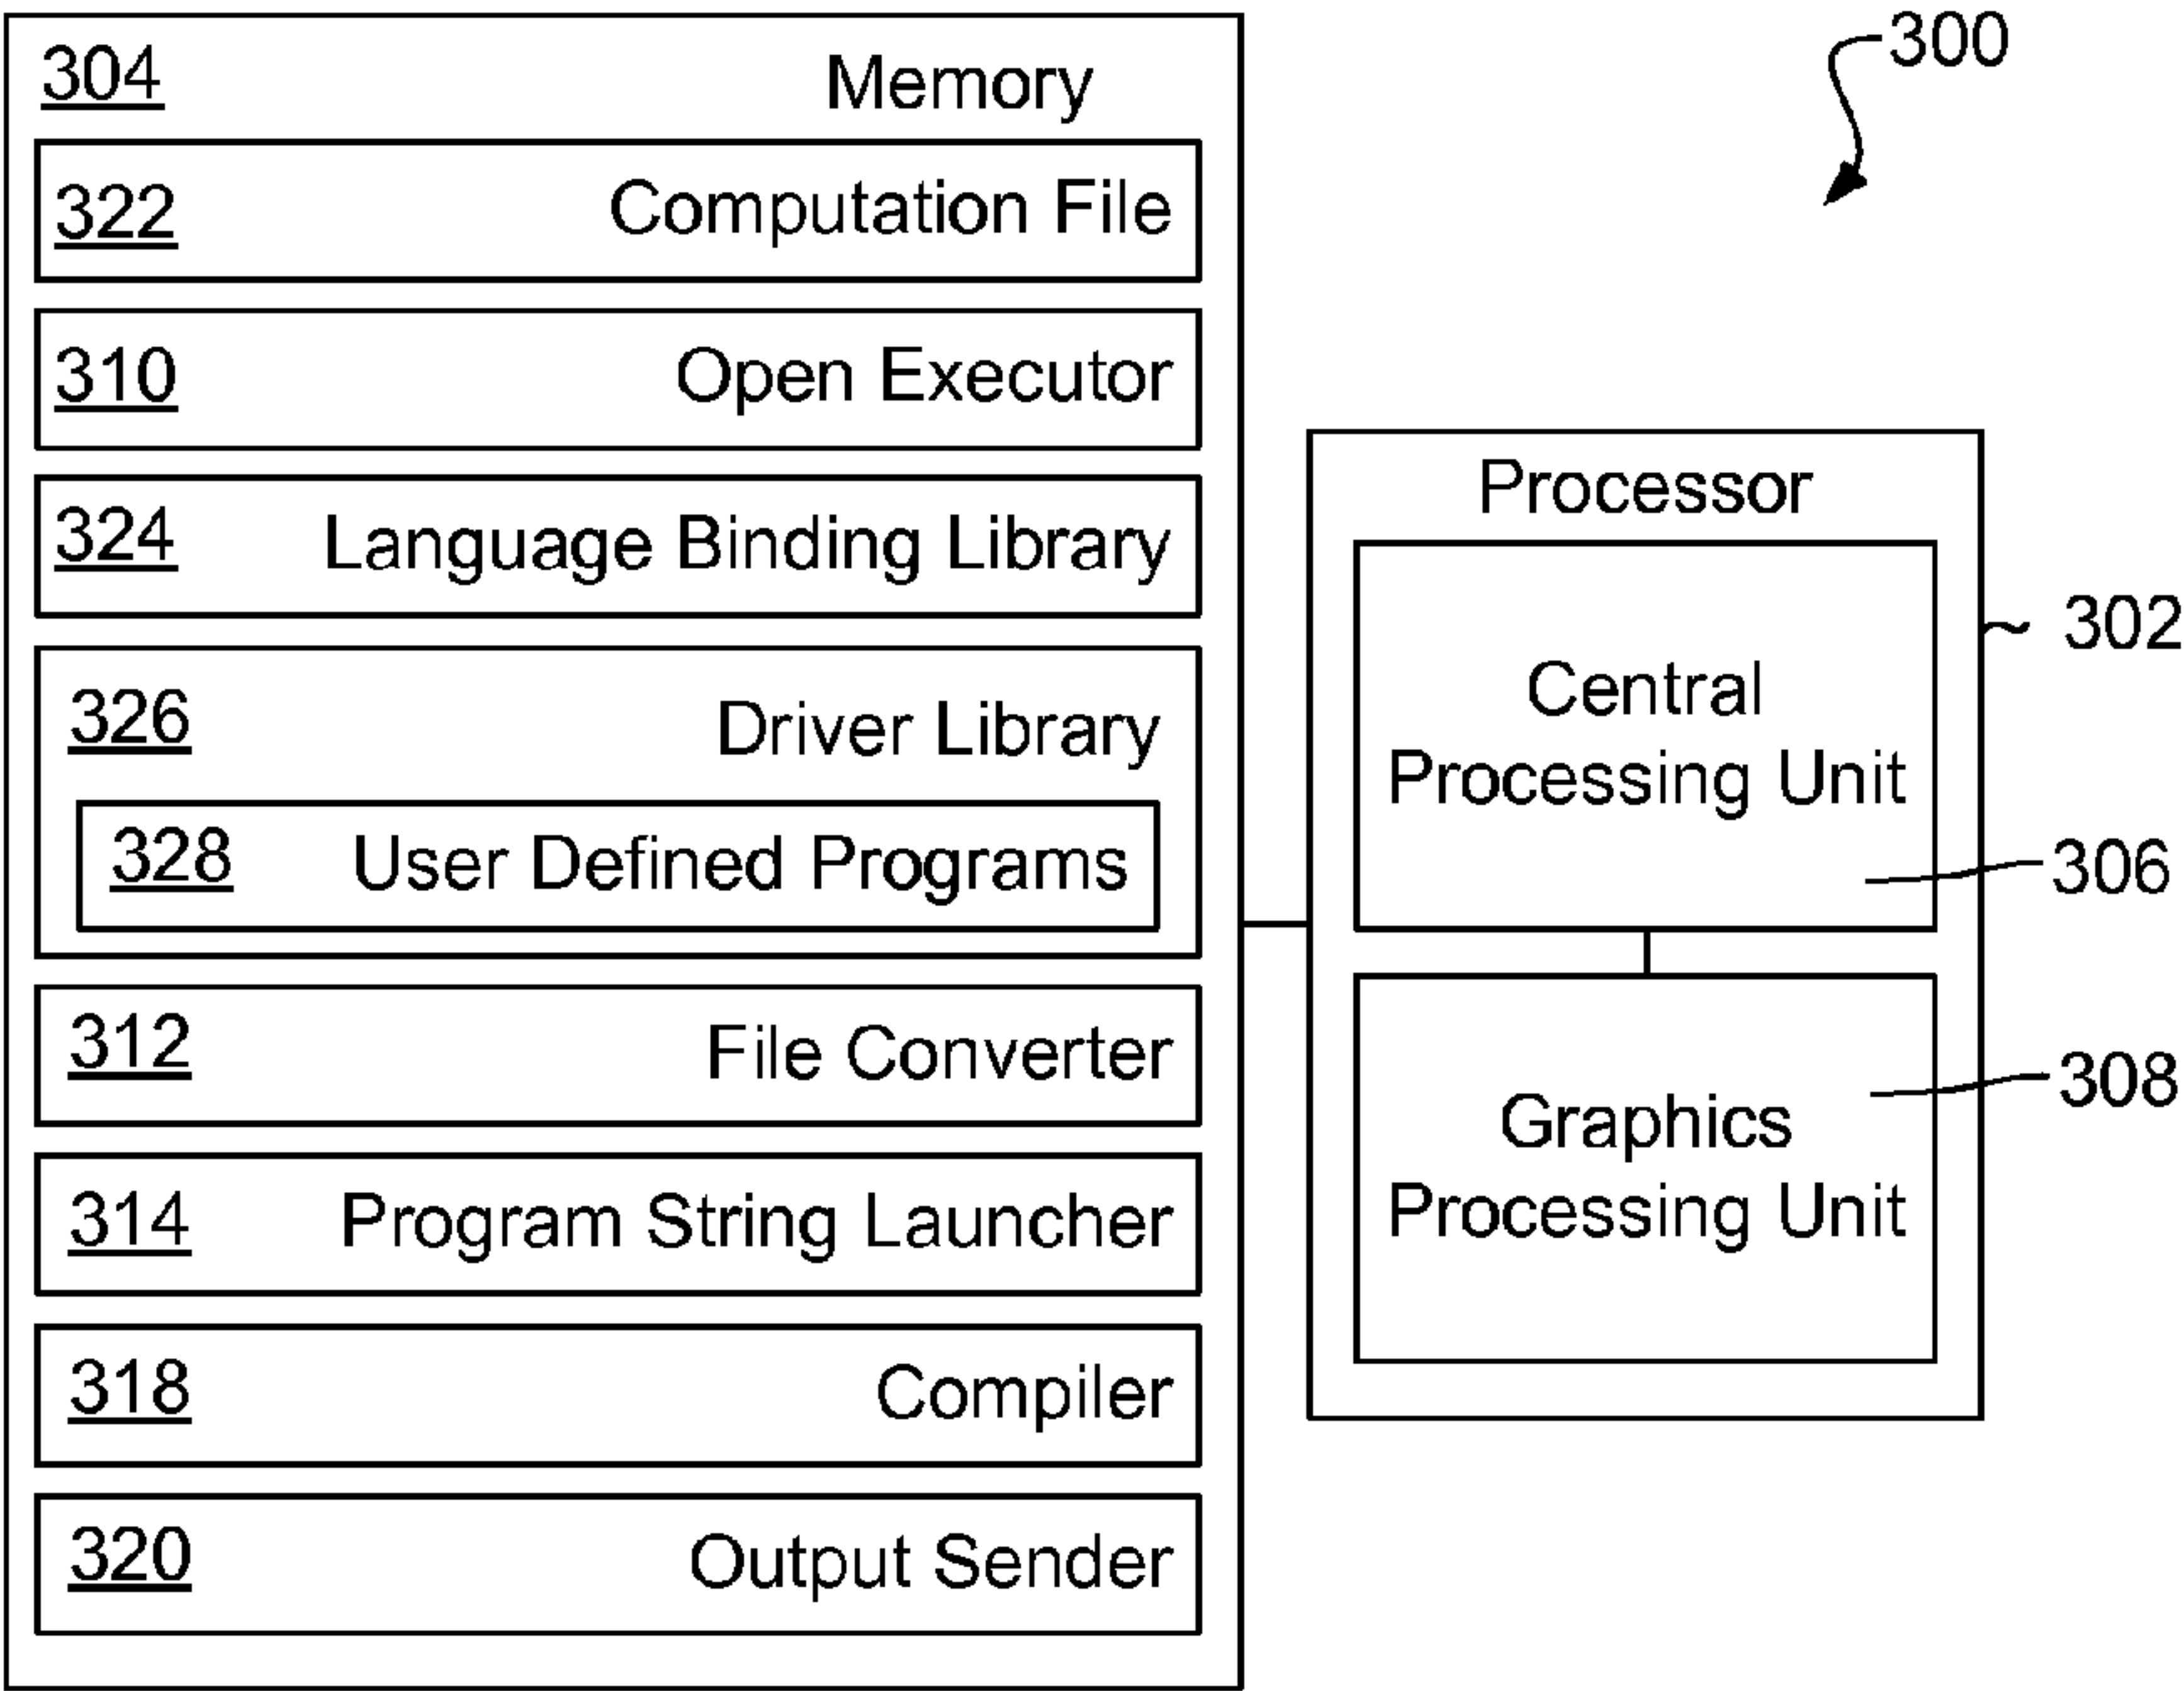 300
304 Memory
322 Computation File
310 Open Executor
324 Language Binding Library
326 Driver Library
328 User Defined Programs
312 File Converter
314 Program String Launcher
318 Compiler
320 Output Sender
Processor
302
Central
Processing Unit
306
Graphics
Processing Unit
308